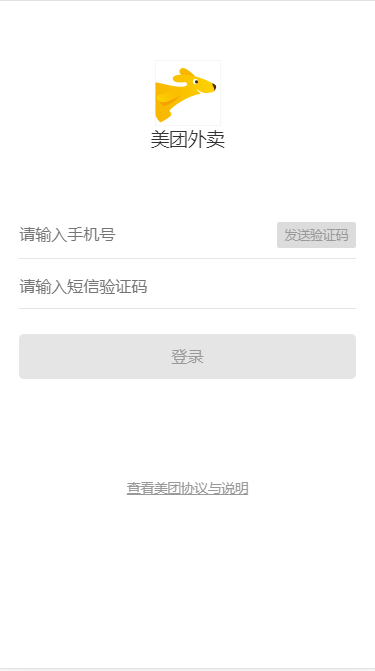 美团外卖
请输入手机号 发送验证码
请输入短信验证码
登录
查看美团协议与说明